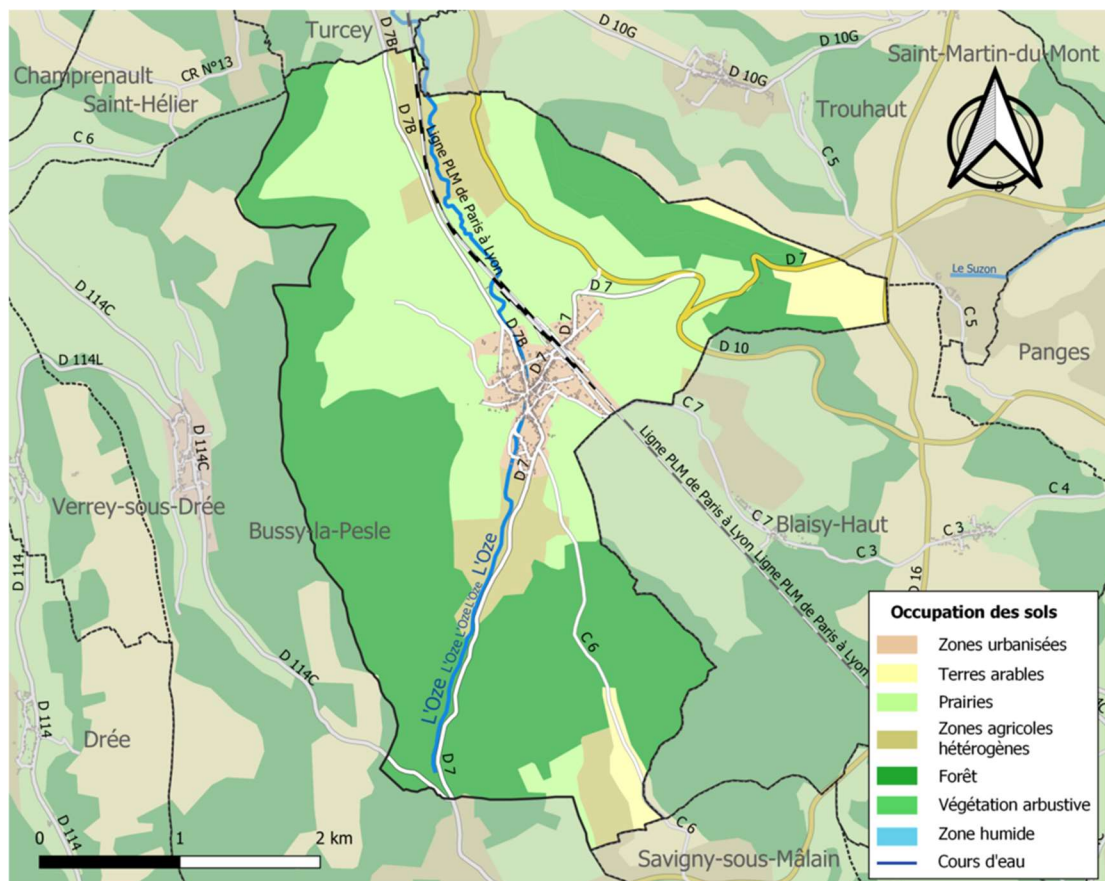 Turcey
D 7B
D 10G
D 10G
Saint-Martin-du-Mont
Champrenault
CR N°13
D 10G
Saint-Hélier
Trouhaut
C 6
D 7B
Ligne PLM de Paris à Lyon
C 5
D 7
D 7
Le Suzon
D 114C
D 7
C 5
D 7B
D 7
D 10
Panges
D 114L
D 7
C 7
D 114C
Ligne PLM de Paris à Lyon Ligne PLM de Paris à Lyon
D 7
C 4
Verrey-sous-Drée
Bussy-la-Pesle
C 7
Blaisy-Haut
C 3
C 3
D 114
L'Oze
L'Oze
L'Oze
L'Oze
L'Oze
D 16
C 6
D 114C
D 114
Drée
D 7
C 6
D 114
Savigny-sous-Mâlain
0 1 2 km
Occupation des sols
Zones urbanisées
Terres arables
Prairies
Zones agricoles
hétérogènes
Forêt
Végétation arbustive
Zone humide
Cours d'eau